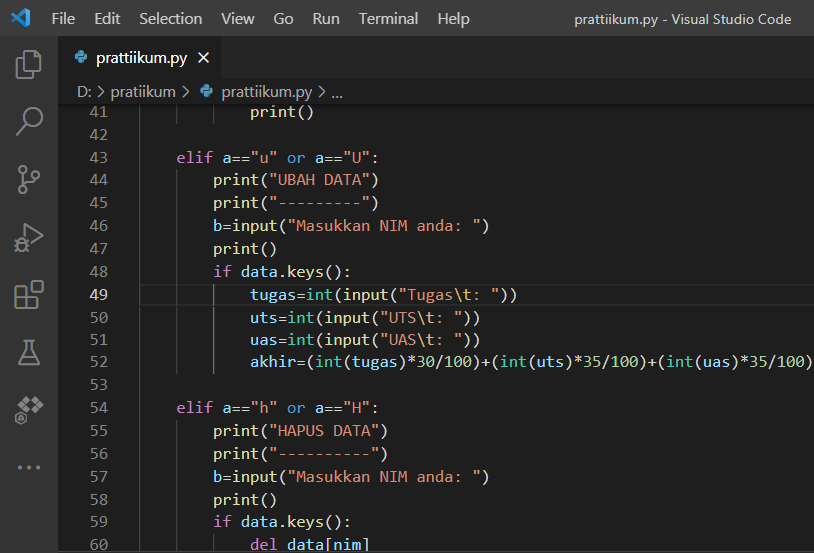 File Edit Selection View Go Run Terminal Help prattiikum.py - Visual Studio Code
prattiikum.py ×
D: > pratiikum > prattiikum.py > ...
41 print()
42
43 elif a=="u" or a=="U":
44 print("UBAH DATA")
45 print("---------")
46 b=input("Masukkan NIM anda: ")
47 print()
48 if data.keys():
49 tugas=int(input("Tugas\t: "))
50 uts=int(input("UTS\t: "))
51 uas=int(input("UAS\t: "))
52 akhir=(int(tugas)*30/100)+(int(uts)*35/100)+(int(uas)*35/100)
53
54 elif a=="h" or a=="H":
55 print("HAPUS DATA")
56 print("----------")
57 b=input("Masukkan NIM anda: ")
58 print()
59 if data.keys():
60 del data[nim]